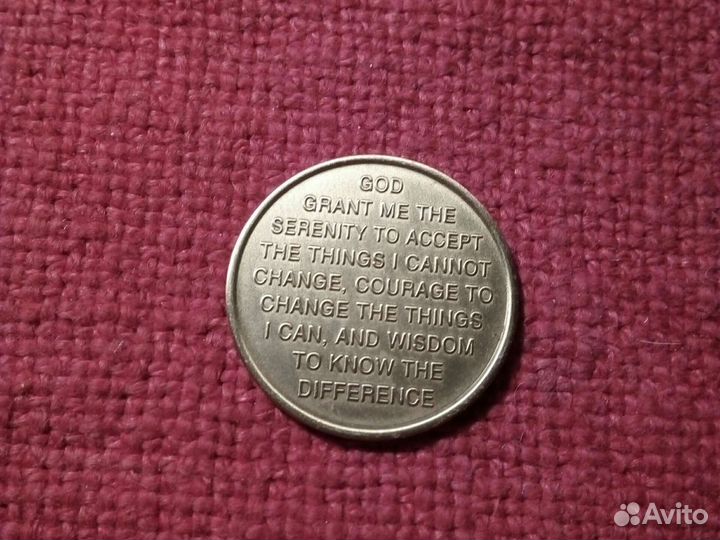 GOD
GRANT ME THE
SERENITY TO ACCEPT
THE THINGS I CANNOT
CHANGE, COURAGE TO
CHANGE THE THINGS
I CAN, AND WISDOM
TO KNOW THE
DIFFERENCE
Avito